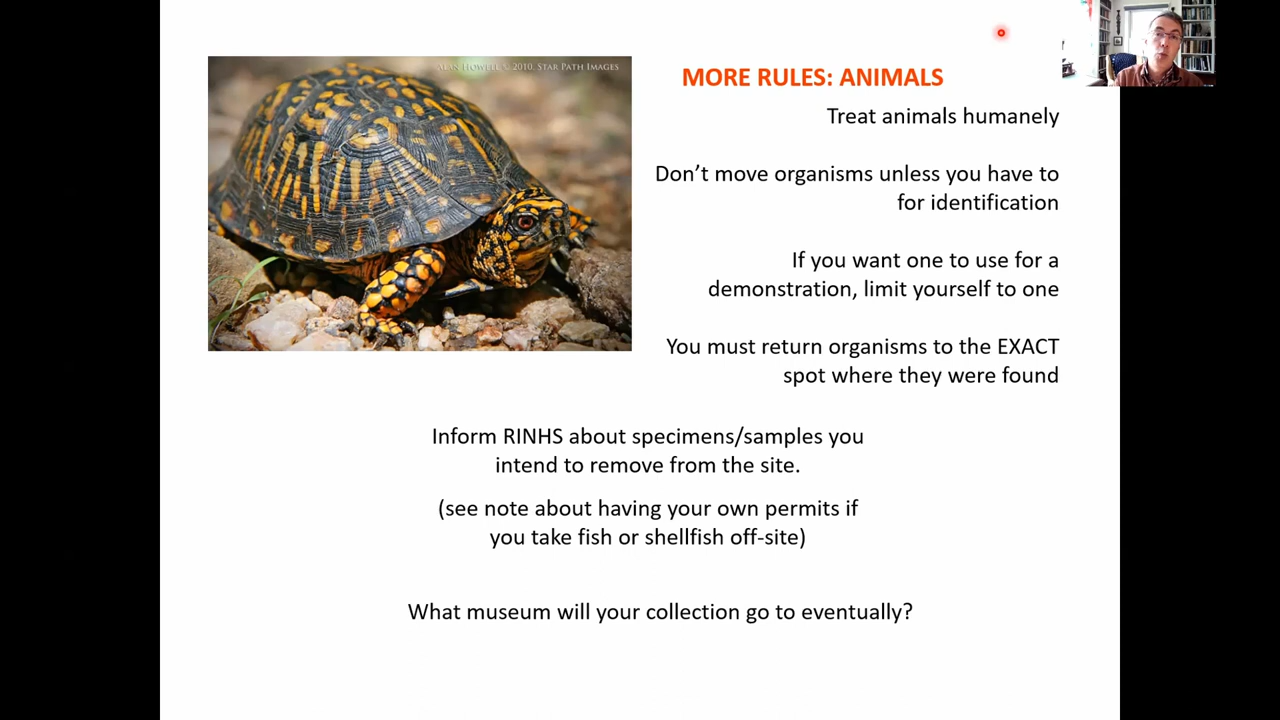 ALAN HOWELL © 2010, STAR PATH IMAGES
MORE RULES: ANIMALS
Treat animals humanely
Don’t move organisms unless you have to
for identification
If you want one to use for a
demonstration, limit yourself to one
You must return organisms to the EXACT
spot where they were found
Inform RINHS about specimens/samples you
intend to remove from the site.
(see note about having your own permits if
you take fish or shellfish off-site)
What museum will your collection go to eventually?